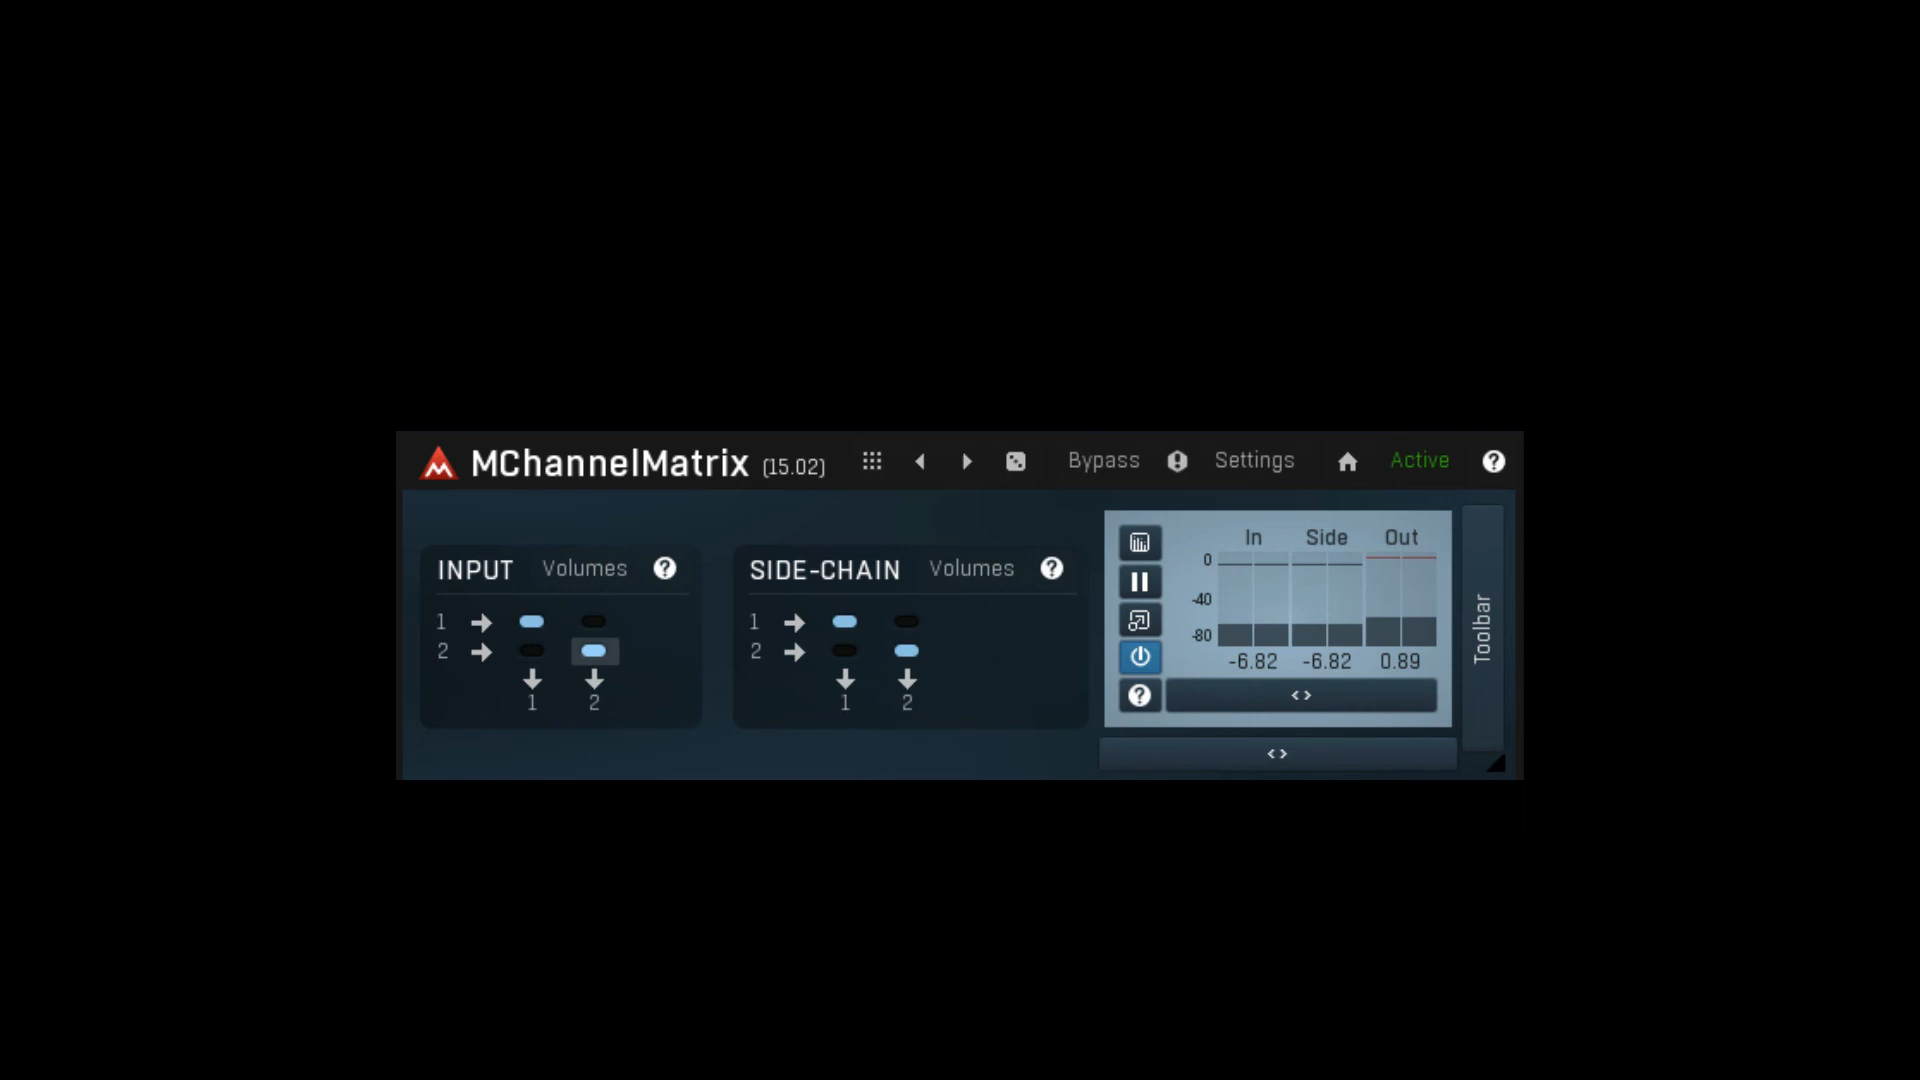 MChannelMatrix (15.02) Bypass Settings Active ?
INPUT Volumes ?
1
2
1 2
SIDE-CHAIN Volumes ?
1
2
1 2
In Side Out
0
-40
-80
-6.82 -6.82 0.89
? <>
<>
Toolbar